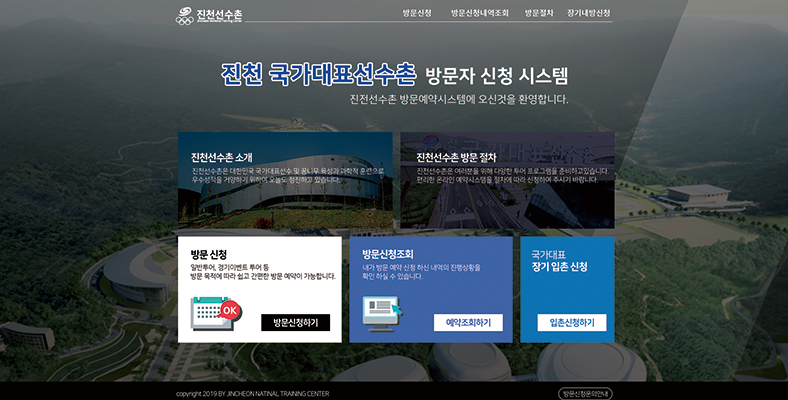 진천선수촌
Jincheon National Training Center
방문신청 방문신청내역조회 방문절차 장기내방신청
진천 국가대표선수촌 방문자 신청 시스템
진전선수촌 방문예약시스템에 오신것을 환영합니다.
진천선수촌 소개
진천선수촌은 대한민국 국가대표선수 및 꿈나무 육성과 과학적 훈련으로
우수성적을 거양하기 위하여 오늘도 정진하고 있습니다.
진천선수촌 방문 절차
진천선수촌은 여러분을 위해 다양한 투어 프로그램을 준비하고있습니다.
편리한 온라인 예약시스템을 절차에 따라 신청하여 주시기 바랍니다.
방문 신청
일반투어, 경기이벤트 투어 등
방문 목적에 따라 쉽고 간편한 방문 예약이 가능합니다.
OK
방문신청하기
방문신청조회
내가 방문 예약 신청 하신 내역의 진행상황을
확인 하실 수 있습니다.
예약조회하기
국가대표
장기 입촌 신청
입촌신청하기
copyright 2019 BY JINCHEON NATINAL TRAINING CENTER
방문신청문의안내